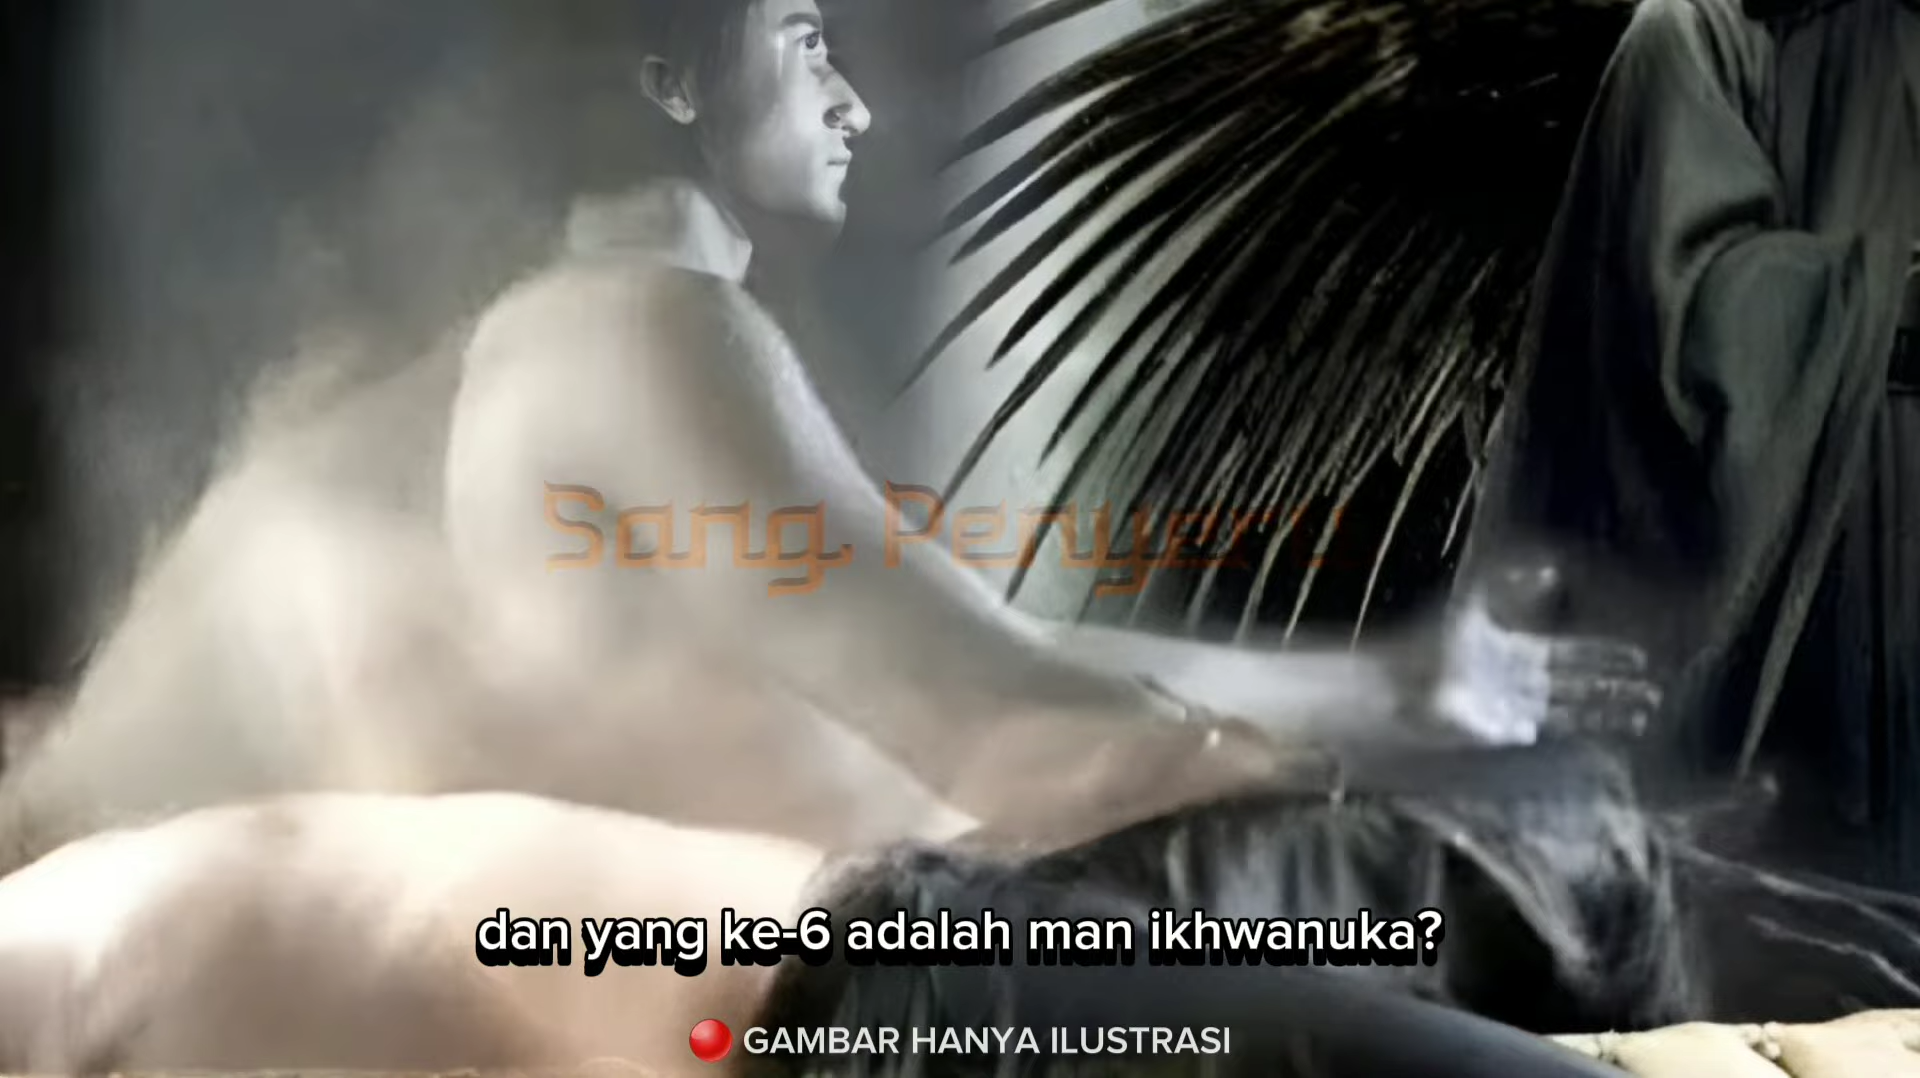 Sang Penyeru
dan yang ke-6 adalah man ikhwanuka?
GAMBAR HANYA ILUSTRASI